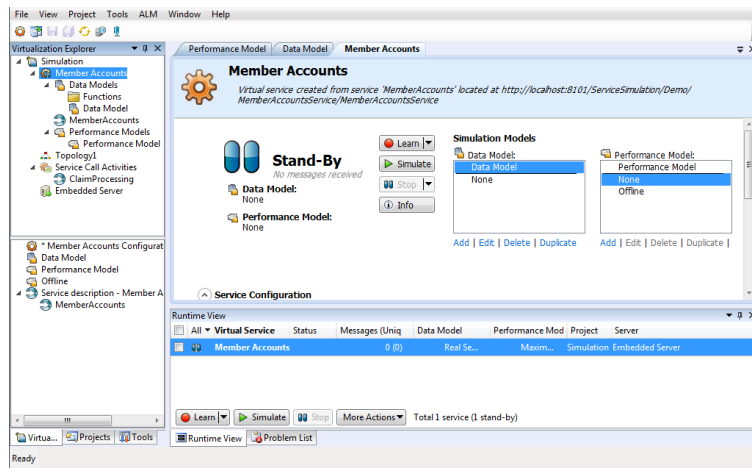 File View Project Tools ALM Window Help
Virtualization Explorer
Simulation
Member Accounts
Data Models
Functions
Data Model
MemberAccounts
Performance Models
Performance Model
Topology1
Service Call Activities
ClaimProcessing
Embedded Server
* Member Accounts Configurat
Data Model
Performance Model
Offline
Service description - Member A
MemberAccounts
Virtua... Projects Tools
Performance Model Data Model Member Accounts
Member Accounts
Virtual service created from service 'MemberAccounts' located at http://localhost:8101/ServiceSimulation/Demo/
MemberAccountsService/MemberAccountsService
Stand-By
No messages received
Data Model:
None
Performance Model:
None
Learn
Simulate
Stop
Info
Simulation Models
Data Model:
Data Model
None
Add | Edit | Delete | Duplicate
Performance Model:
Performance Model
None
Offline
Add | Edit | Delete | Duplicate |
Service Configuration
Runtime View
All Virtual Service Status Messages (Uniq Data Model Performance Mod Project Server
Member Accounts 0 (0) Real Se... Maxim... Simulation Embedded Server
Learn Simulate Stop More Actions Total 1 service (1 stand-by)
Runtime View Problem List
Ready